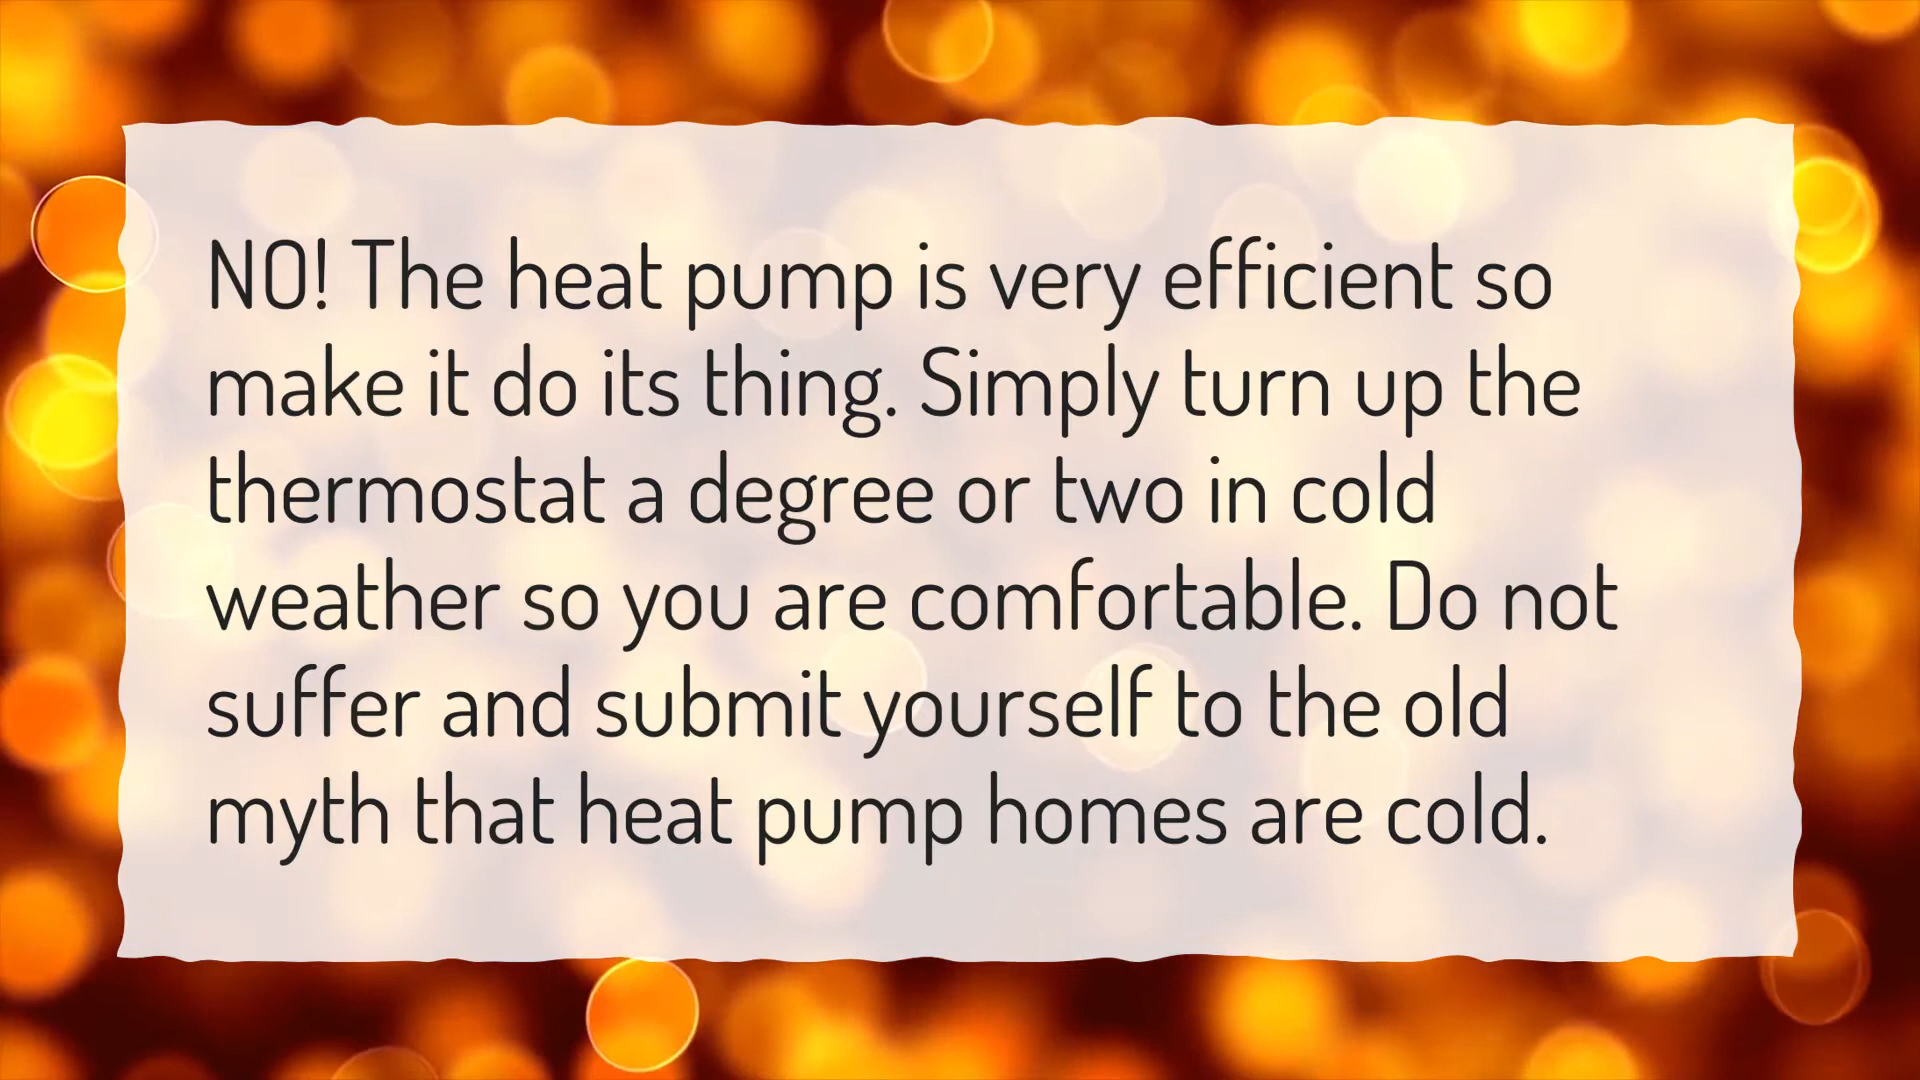 NO! The heat pump is very efficient so
make it do its thing. Simply turn up the
thermostat a degree or two in cold
weather so you are comfortable. Do not
suffer and submit yourself to the old
myth that heat pump homes are cold.